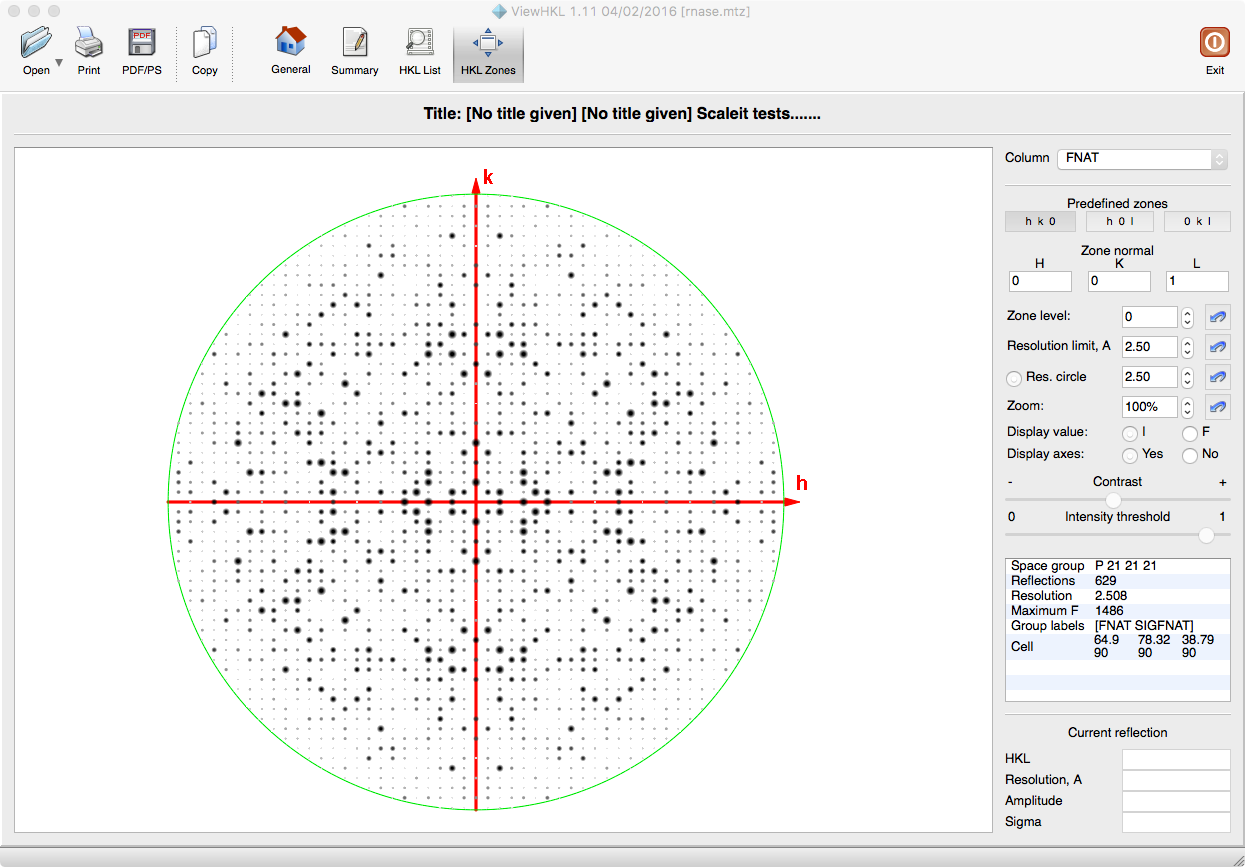 ViewHKL 1.11 04/02/2016 [rnase.mtz]
PDF
Open Print PDF/PS Copy General Summary HKL List HKL Zones Exit
Title: [No title given] [No title given] Scaleit tests.......
k
h
Column FNAT
Predefined zones
h k 0 h 0 l 0 k l
Zone normal
H K L
0 0 1
Zone level: 0
Resolution limit, A 2.50
Res. circle 2.50
Zoom: 100%
Display value: I F
Display axes: Yes No
- Contrast +
0 Intensity threshold 1
Space group P 21 21 21
Reflections 629
Resolution 2.508
Maximum F 1486
Group labels [FNAT SIGFNAT]
Cell 64.9 78.32 38.79
90 90 90
Current reflection
HKL
Resolution, A
Amplitude
Sigma